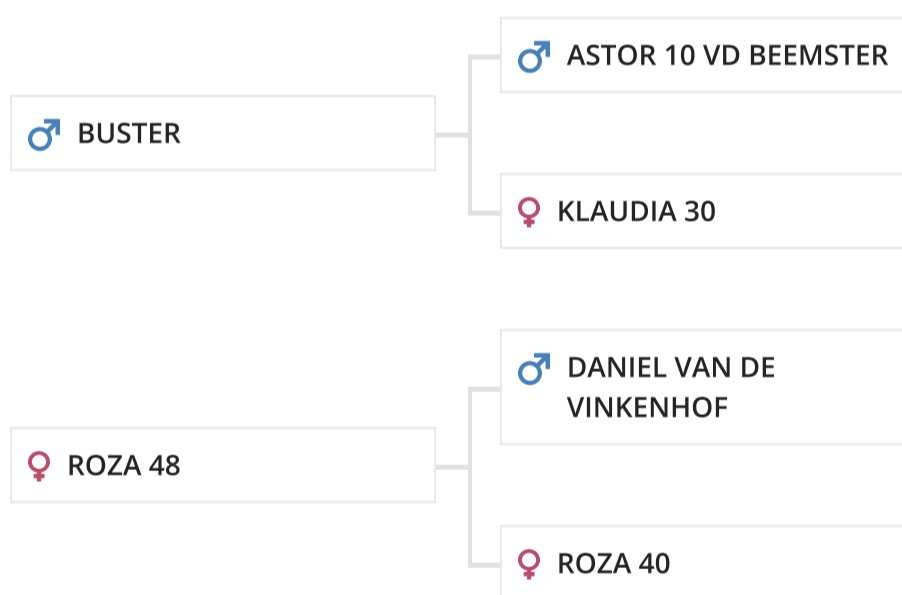 ASTOR 10 VD BEEMSTER
BUSTER
KLAUDIA 30
DANIEL VAN DE
VINKENHOF
ROZA 48
ROZA 40